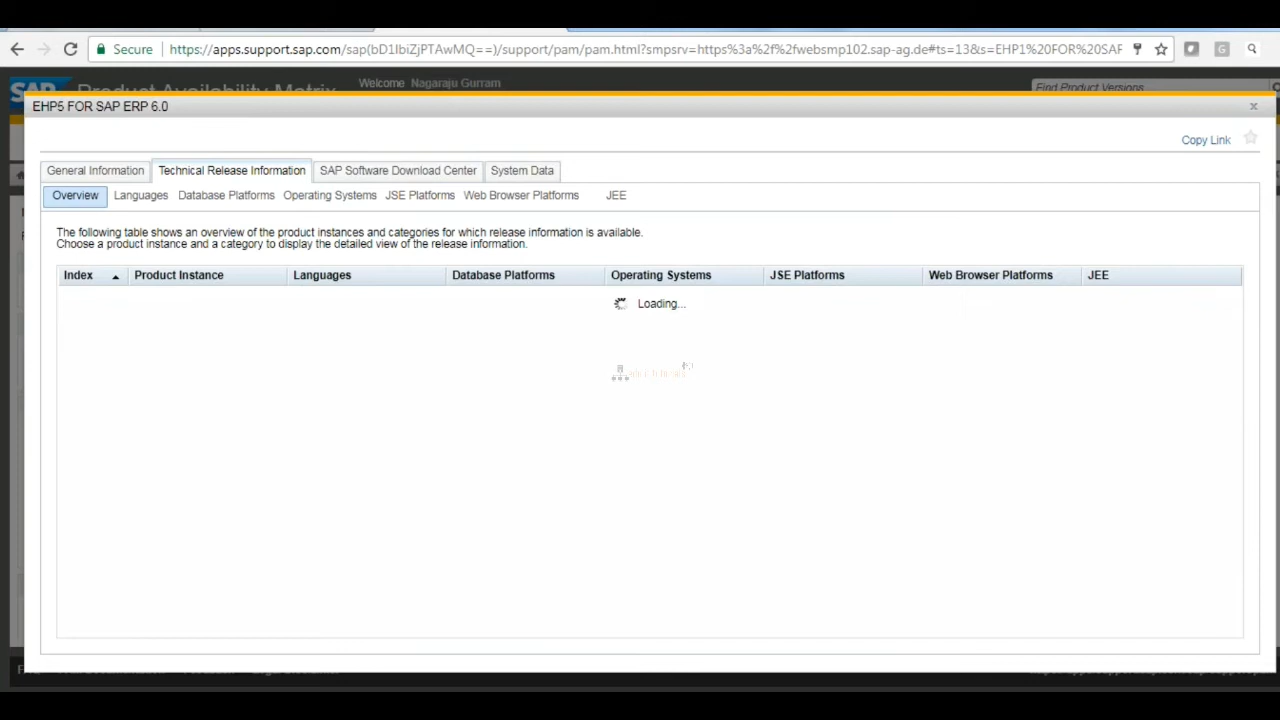 Secure https://apps.support.sap.com/sap(bD1lbiZjPTAwMQ==)/support/pam/pam.html?smpsrv=https%3a%2f%2fwebsmp102.sap-ag.de#ts=13&s=EHP1%20FOR%20SAF
SAP Product Availability Matrix Welcome Nagaraju Gurram Find Product Versions
EHP5 FOR SAP ERP 6.0 x
Copy Link
General Information Technical Release Information SAP Software Download Center System Data
Overview Languages Database Platforms Operating Systems JSE Platforms Web Browser Platforms JEE
The following table shows an overview of the product instances and categories for which release information is available.
Choose a product instance and a category to display the detailed view of the release information.
Index Product Instance Languages Database Platforms Operating Systems JSE Platforms Web Browser Platforms JEE
Loading...